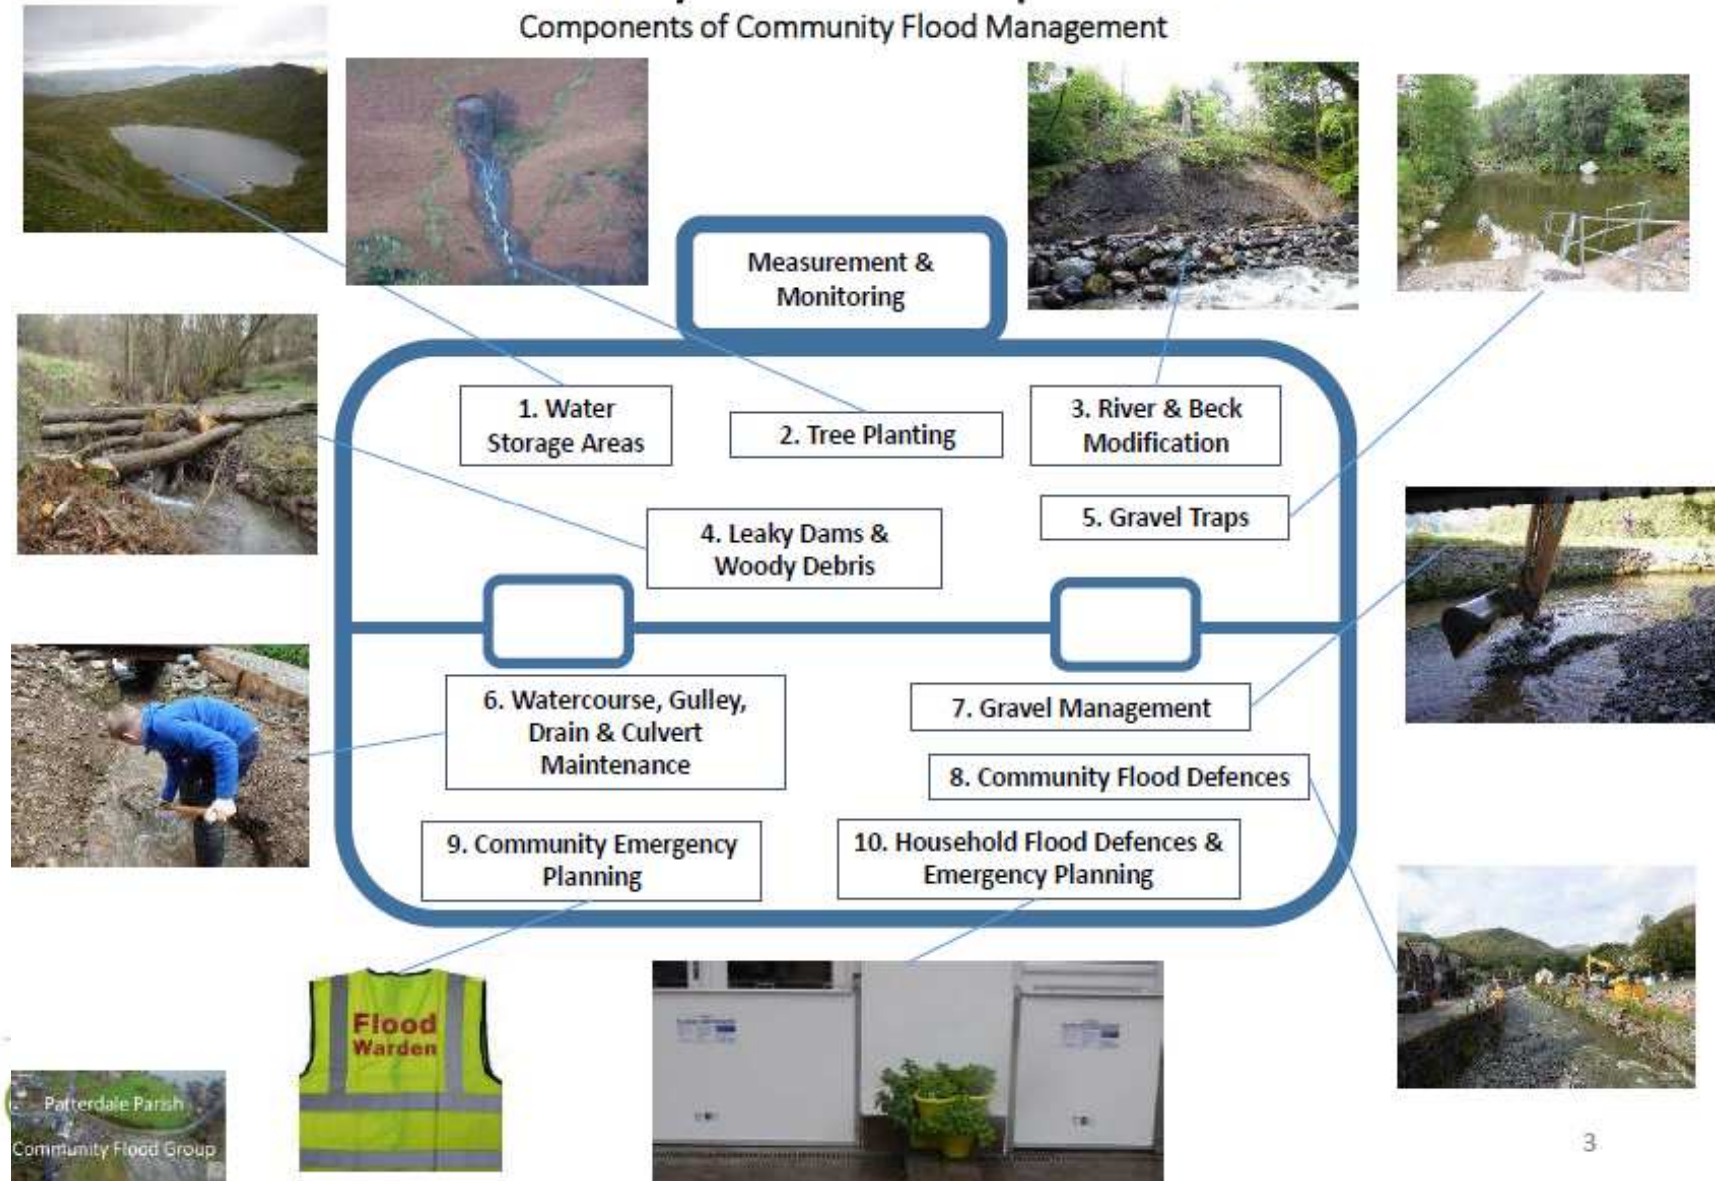 Components of Community Flood Management
Measurement &
Monitoring
1. Water
Storage Areas
2. Tree Planting
3. River & Beck
Modification
4. Leaky Dams &
Woody Debris
5. Gravel Traps
6. Watercourse, Gulley,
Drain & Culvert
Maintenance
7. Gravel Management
8. Community Flood Defences
9. Community Emergency
Planning
10. Household Flood Defences &
Emergency Planning
Flood
Warden
Patterdale Parish
Community Flood Group
3